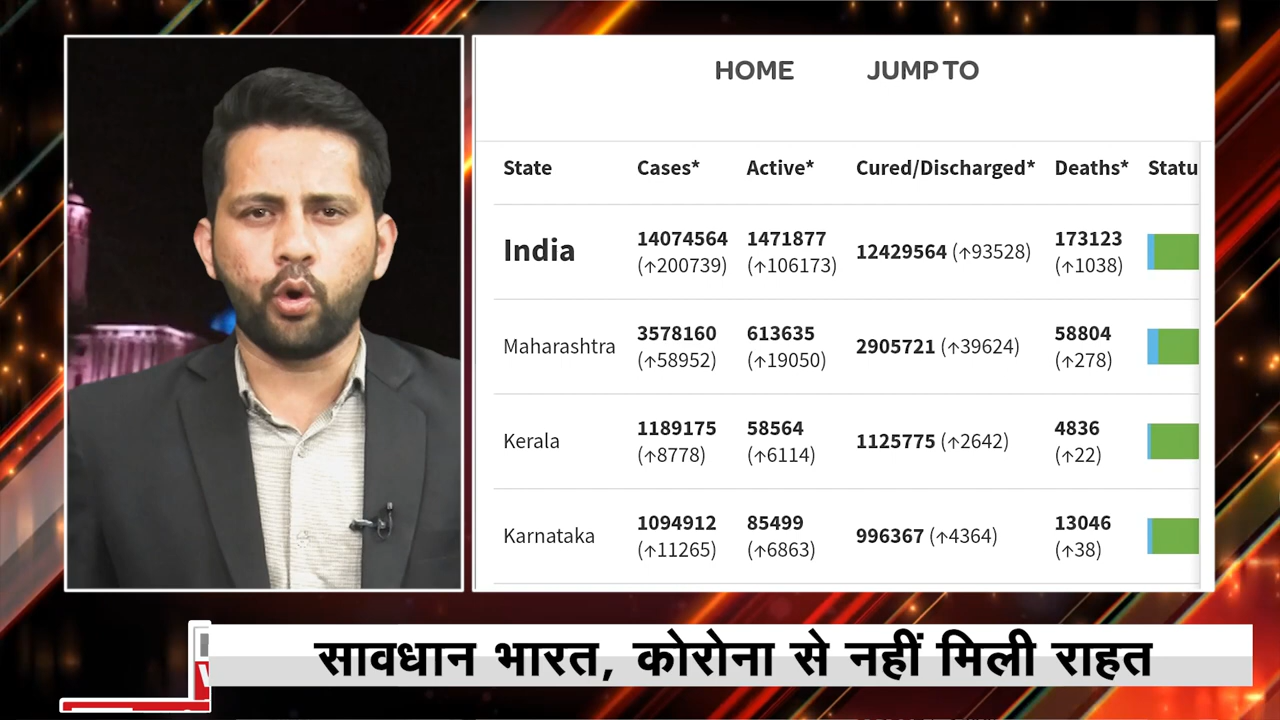 HOME JUMP TO
State Cases* Active* Cured/Discharged* Deaths* Statu
India 14074564 1471877 12429564 (↑93528) 173123
(↑200739) (↑106173) (↑1038)
Maharashtra 3578160 613635 2905721 (↑39624) 58804
(↑58952) (↑19050) (↑278)
Kerala 1189175 58564 1125775 (↑2642) 4836
(↑8778) (↑6114) (↑22)
Karnataka 1094912 85499 996367 (↑4364) 13046
(↑11265) (↑6863) (↑38)
सावधान भारत, कोरोना से नहीं मिली राहत